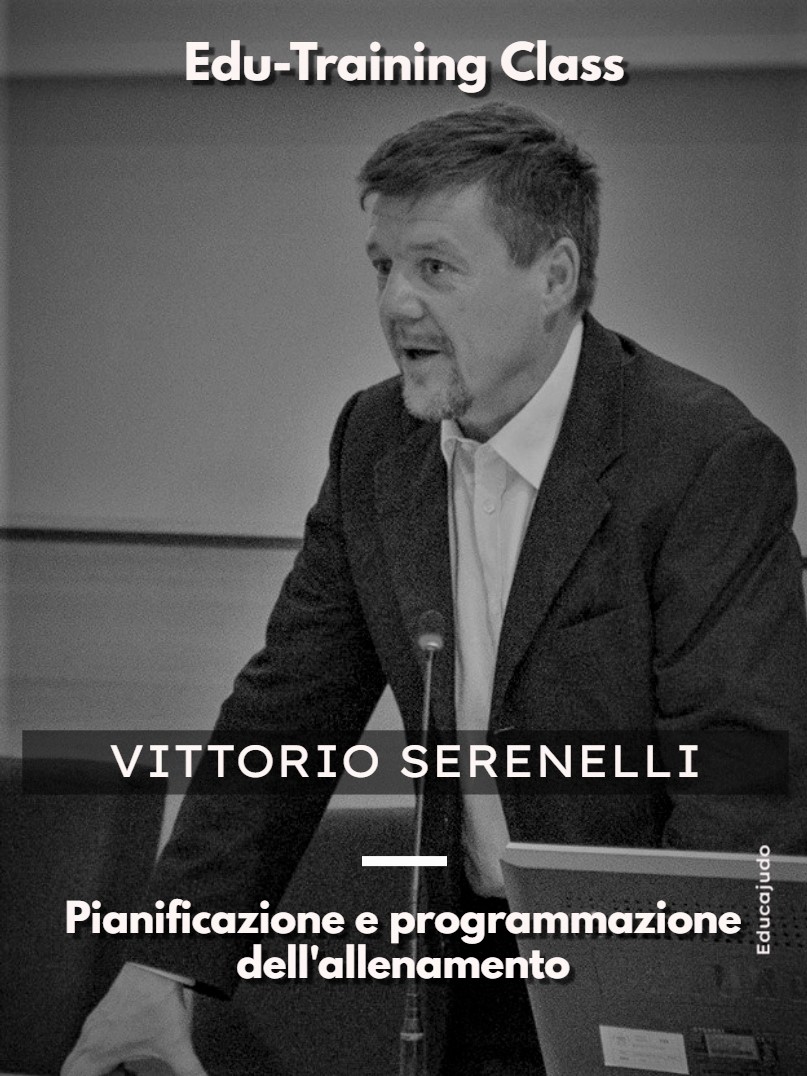 Edu-Training Class
VITTORIO SERENELLI
Pianificazione e programmazione
dell'allenamento
Educajudo